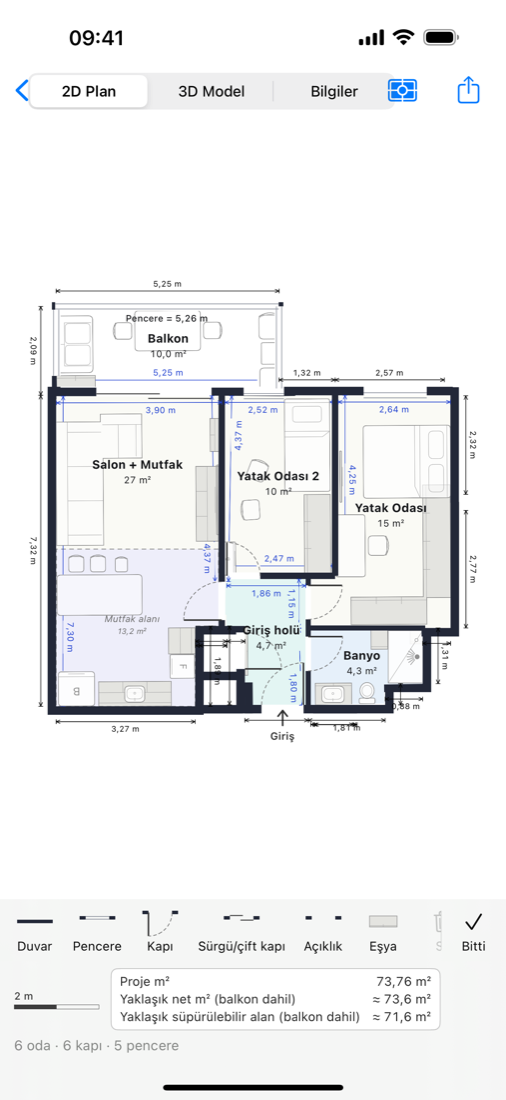 09:41
2D Plan
3D Model
Bilgiler
5,25 m
Pencere = 5,26 m
Balkon
10,0 m²
2,09 m
5,25 m
1,32 m
2,57 m
3,90 m
2,52 m
2,64 m
4,37 m
2,32 m
Salon + Mutfak
27 m²
Yatak Odası 2
10 m²
4,25 m
Yatak Odası
15 m²
7,32 m
4,37 m
2,47 m
2,77 m
1,86 m
1,15 m
Mutfak alanı
13,2 m²
7,30 m
Giriş holü
4,7 m²
Banyo
4,3 m²
F
B
1,80 m
3,27 m
1,81 m
Giriş
Duvar
Pencere
Kapı
Sürgü/çift kapı
Açıklık
Eşya
Bitti
2 m
Proje m² 73,76 m²
Yaklaşık net m² (balkon dahil) ≈ 73,6 m²
Yaklaşık süpürülebilir alan (balkon dahil) ≈ 71,6 m²
6 oda · 6 kapı · 5 pencere